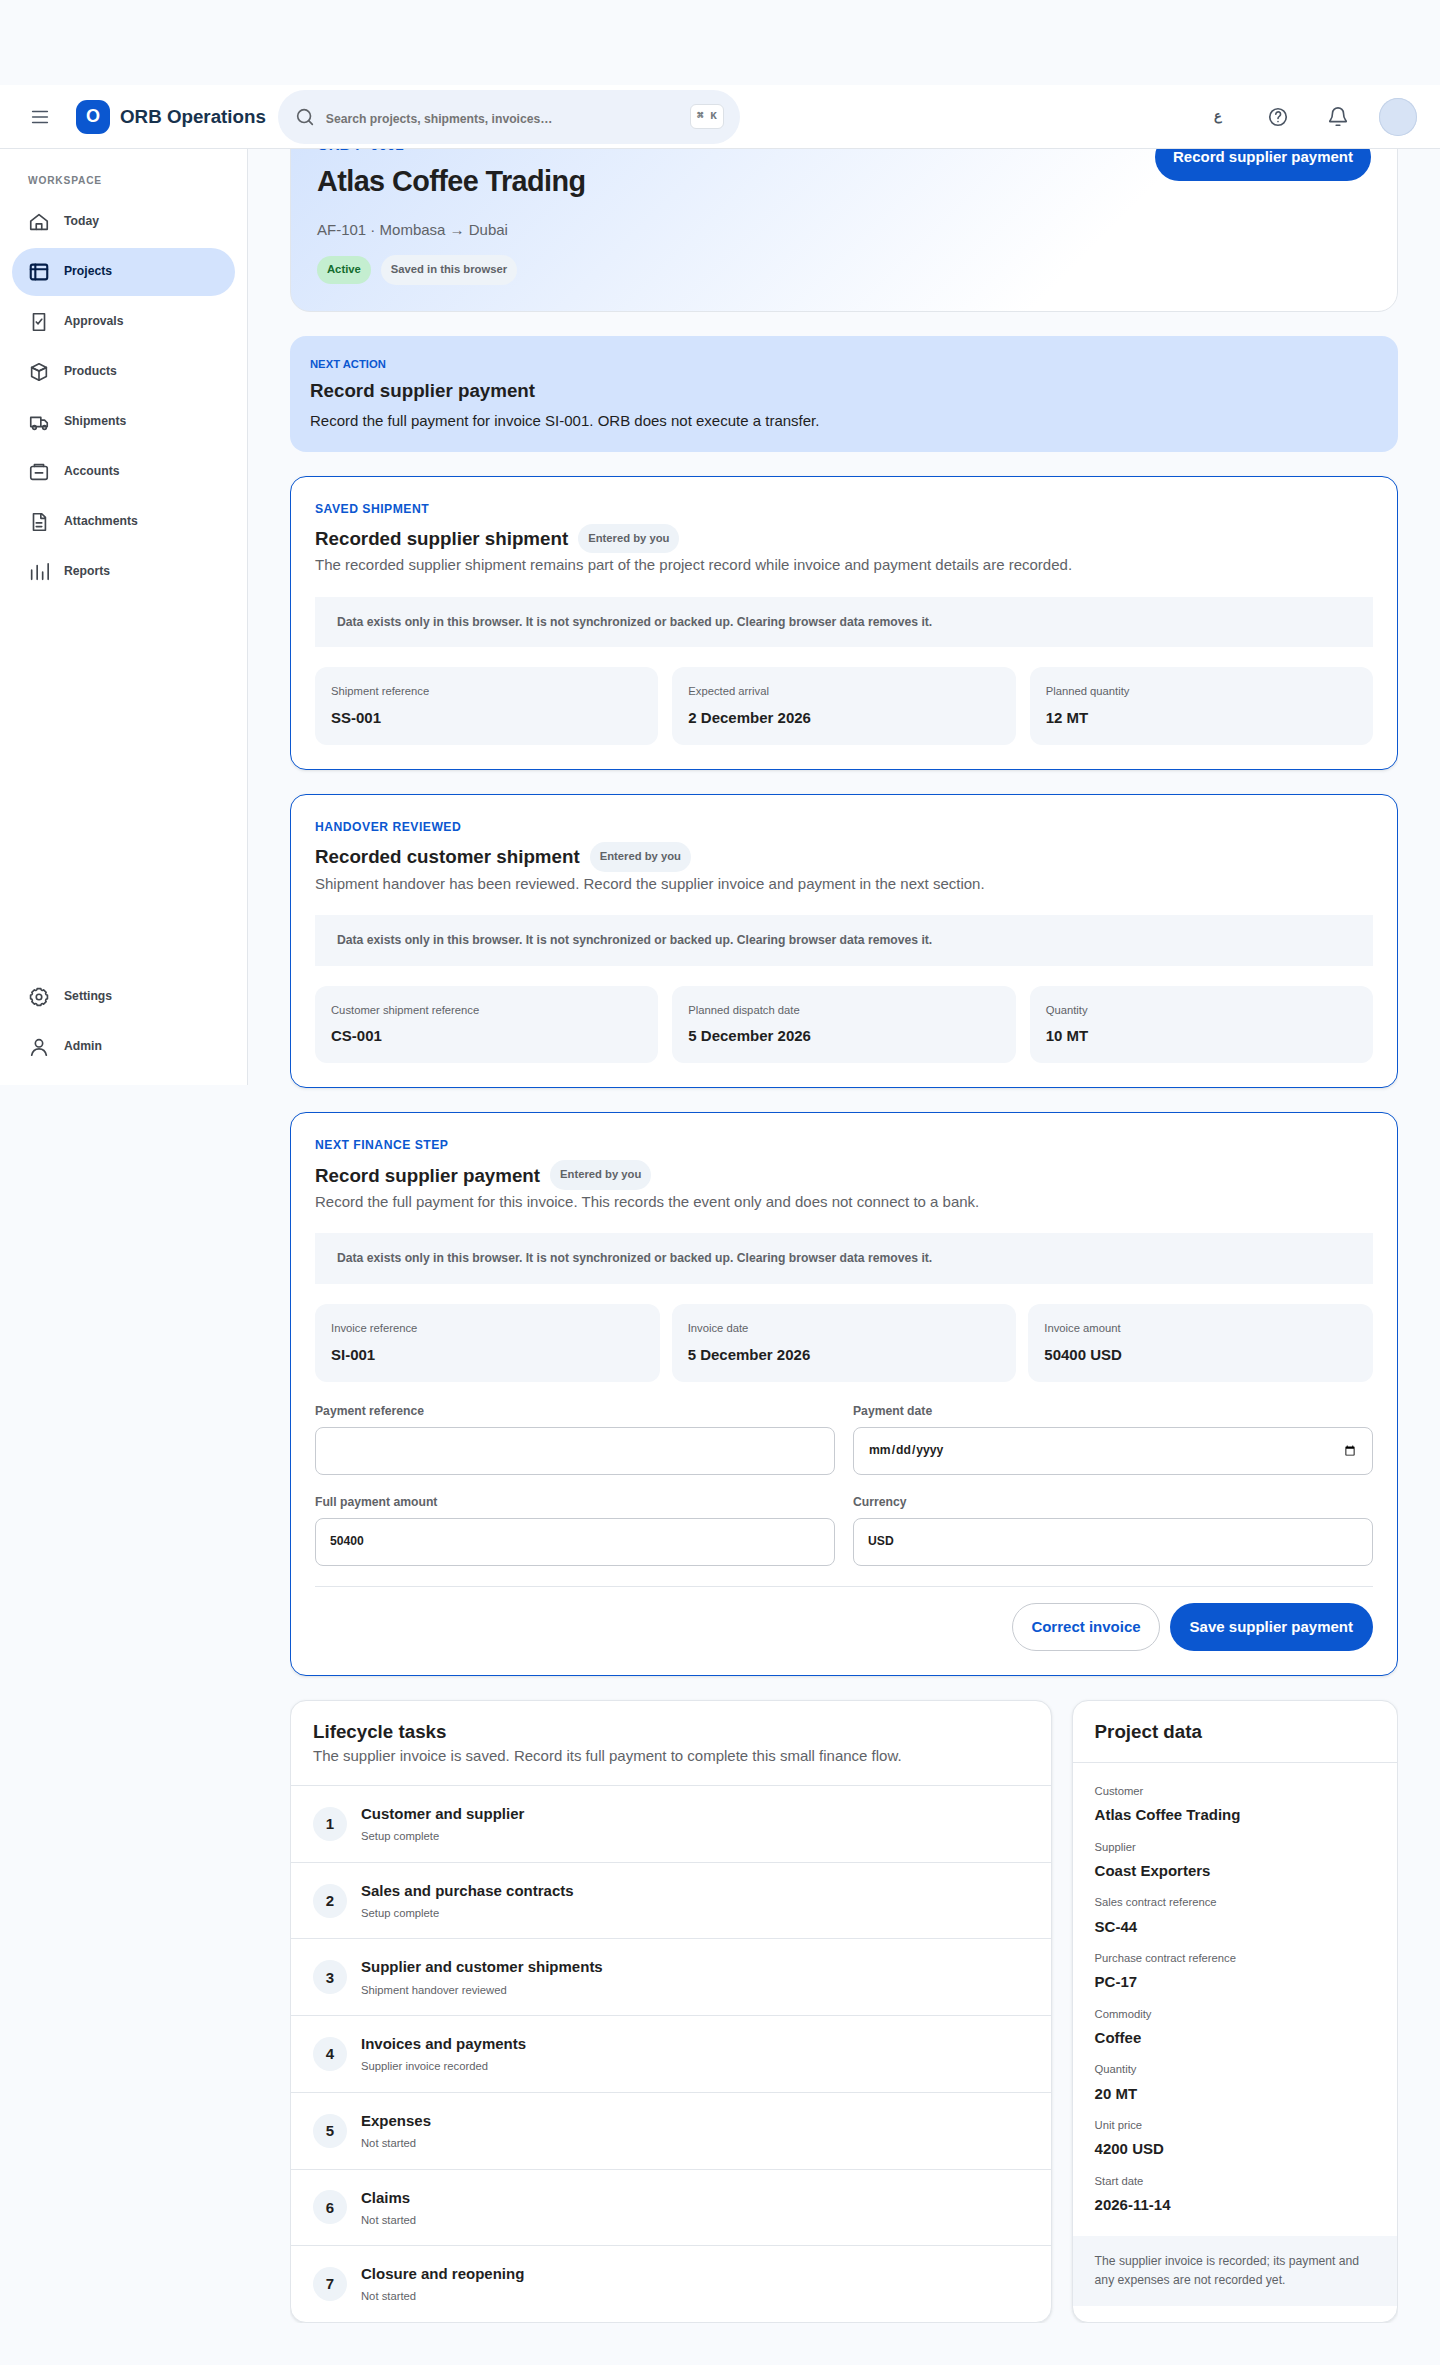 O ORB Operations
Search projects, shipments, invoices…
⌘ K
ع
WORKSPACE
Today
Projects
Approvals
Products
Shipments
Accounts
Attachments
Reports
Settings
Admin
Record supplier payment
Atlas Coffee Trading
AF-101 · Mombasa → Dubai
Active
Saved in this browser
NEXT ACTION
Record supplier payment
Record the full payment for invoice SI-001. ORB does not execute a transfer.
SAVED SHIPMENT
Recorded supplier shipment Entered by you
The recorded supplier shipment remains part of the project record while invoice and payment details are recorded.
Data exists only in this browser. It is not synchronized or backed up. Clearing browser data removes it.
Shipment reference
SS-001
Expected arrival
2 December 2026
Planned quantity
12 MT
HANDOVER REVIEWED
Recorded customer shipment Entered by you
Shipment handover has been reviewed. Record the supplier invoice and payment in the next section.
Data exists only in this browser. It is not synchronized or backed up. Clearing browser data removes it.
Customer shipment reference
CS-001
Planned dispatch date
5 December 2026
Quantity
10 MT
NEXT FINANCE STEP
Record supplier payment Entered by you
Record the full payment for this invoice. This records the event only and does not connect to a bank.
Data exists only in this browser. It is not synchronized or backed up. Clearing browser data removes it.
Invoice reference
SI-001
Invoice date
5 December 2026
Invoice amount
50400 USD
Payment reference
Payment date
mm/dd/yyyy
Full payment amount
50400
Currency
USD
Correct invoice
Save supplier payment
Lifecycle tasks
The supplier invoice is saved. Record its full payment to complete this small finance flow.
1
Customer and supplier
Setup complete
2
Sales and purchase contracts
Setup complete
3
Supplier and customer shipments
Shipment handover reviewed
4
Invoices and payments
Supplier invoice recorded
5
Expenses
Not started
6
Claims
Not started
7
Closure and reopening
Not started
Project data
Customer
Atlas Coffee Trading
Supplier
Coast Exporters
Sales contract reference
SC-44
Purchase contract reference
PC-17
Commodity
Coffee
Quantity
20 MT
Unit price
4200 USD
Start date
2026-11-14
The supplier invoice is recorded; its payment and
any expenses are not recorded yet.